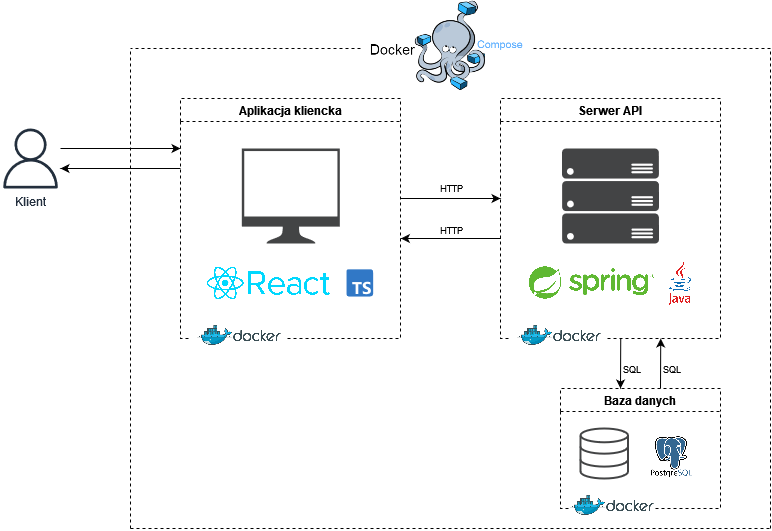 Docker
Compose
Aplikacja kliencka
Serwer API
Klient
HTTP
HTTP
React
TS
spring
Java
docker
docker
SQL
SQL
Baza danych
PostgreSQL
docker